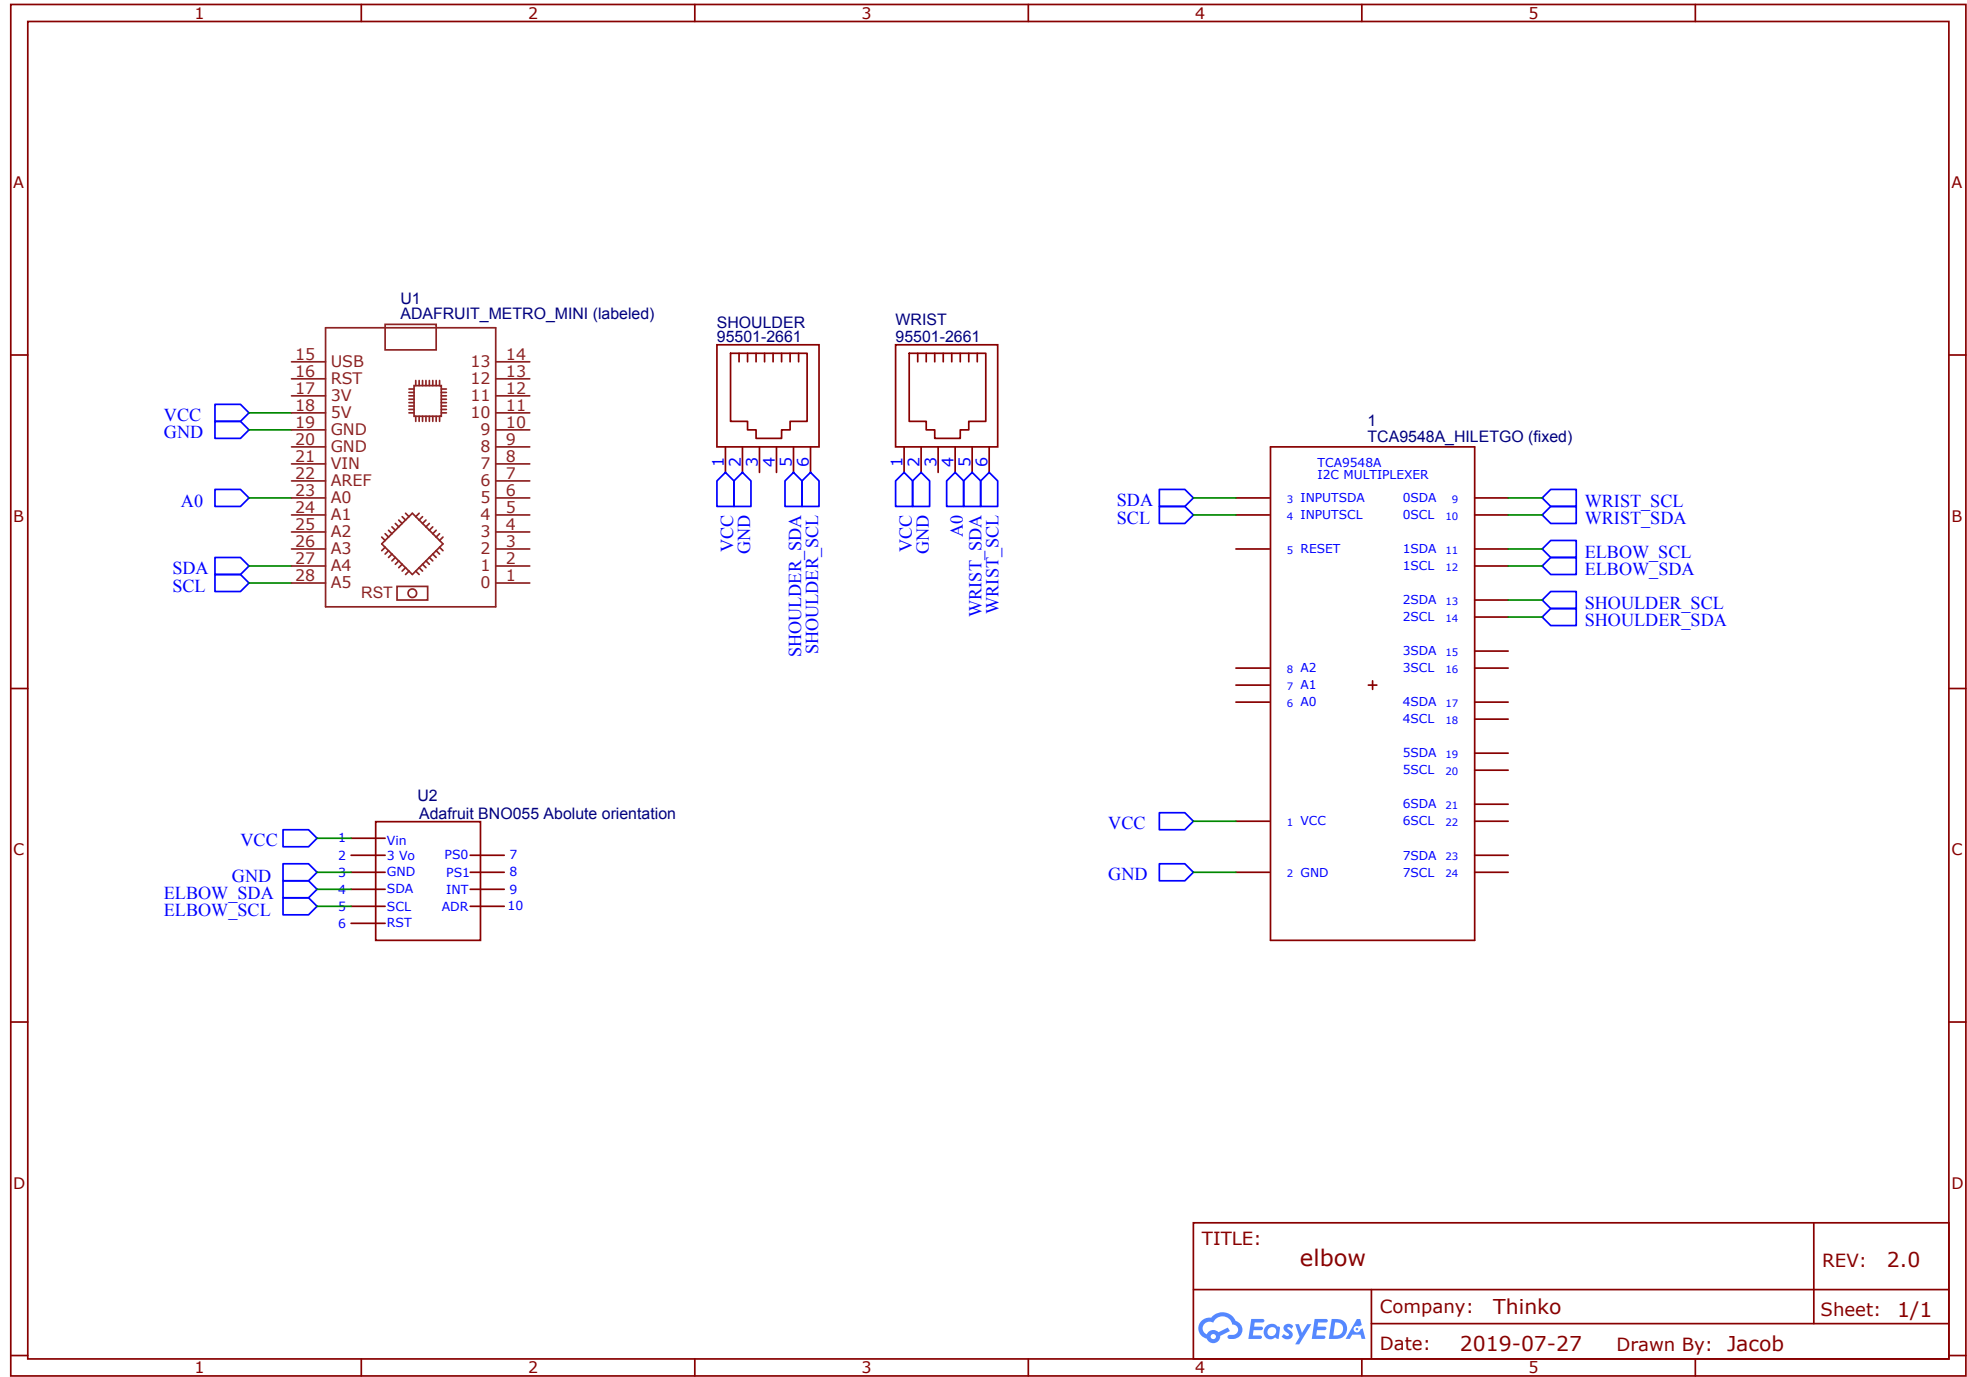 1 2 3 4 5
A A
B B
C C
D D
U1
ADAFRUIT_METRO_MINI (labeled)
15 USB 13 14
16 RST 12 13
17 3V 11 12
VCC 18 5V 10 11
GND 19 GND 9 10
20 GND 8 9
21 VIN 7 8
22 AREF 6 7
A0 23 A0 5 6
24 A1 4 5
25 A2 3 4
26 A3 2 3
SDA 27 A4 1 2
SCL 28 A5 0 1
RST
SHOULDER
95501-2661
1 2 3 4 5 6
VCC
GND
SHOULDER_SDA
SHOULDER_SCL
WRIST
95501-2661
1 2 3 4 5 6
VCC
GND
A0
WRIST_SDA
WRIST_SCL
1
TCA9548A_HILETGO (fixed)
TCA9548A
I2C MULTIPLEXER
SDA 3 INPUTSDA 0SDA 9 WRIST_SCL
SCL 4 INPUTSCL 0SCL 10 WRIST_SDA
5 RESET 1SDA 11 ELBOW_SCL
1SCL 12 ELBOW_SDA
2SDA 13 SHOULDER_SCL
2SCL 14 SHOULDER_SDA
3SDA 15
8 A2 3SCL 16
7 A1
6 A0 4SDA 17
4SCL 18
5SDA 19
5SCL 20
6SDA 21
VCC 1 VCC 6SCL 22
7SDA 23
GND 2 GND 7SCL 24
U2
Adafruit BNO055 Abolute orientation
VCC 1 Vin
2 3 Vo PS0 7
GND 3 GND PS1 8
ELBOW_SDA 4 SDA INT 9
ELBOW_SCL 5 SCL ADR 10
6 RST
TITLE:
elbow
REV: 2.0
EasyEDA
Company: Thinko
Sheet: 1/1
Date: 2019-07-27 Drawn By: Jacob
1 2 3 4 5